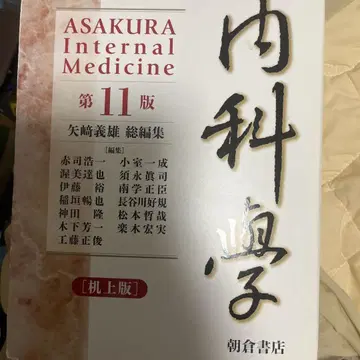 ASAKURA
Internal
Medicine
第11版
矢﨑義雄 総編集
[編集]
赤司浩一 小室一成
渥美達也 須永眞司
伊藤 裕 南学正臣
稲垣暢也 長谷川好規
神田 隆 松本哲哉
木下芳一 楽木宏実
工藤正俊
[机上版]
内科學
朝倉書店